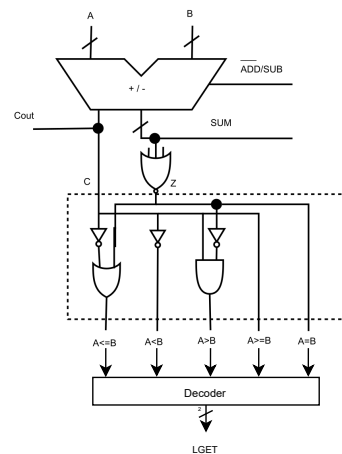 A
B
+ / -
ADD/SUB
Cout
SUM
C
Z
A<=B
A<B
A>B
A>=B
A=B
Decoder
2
LGET